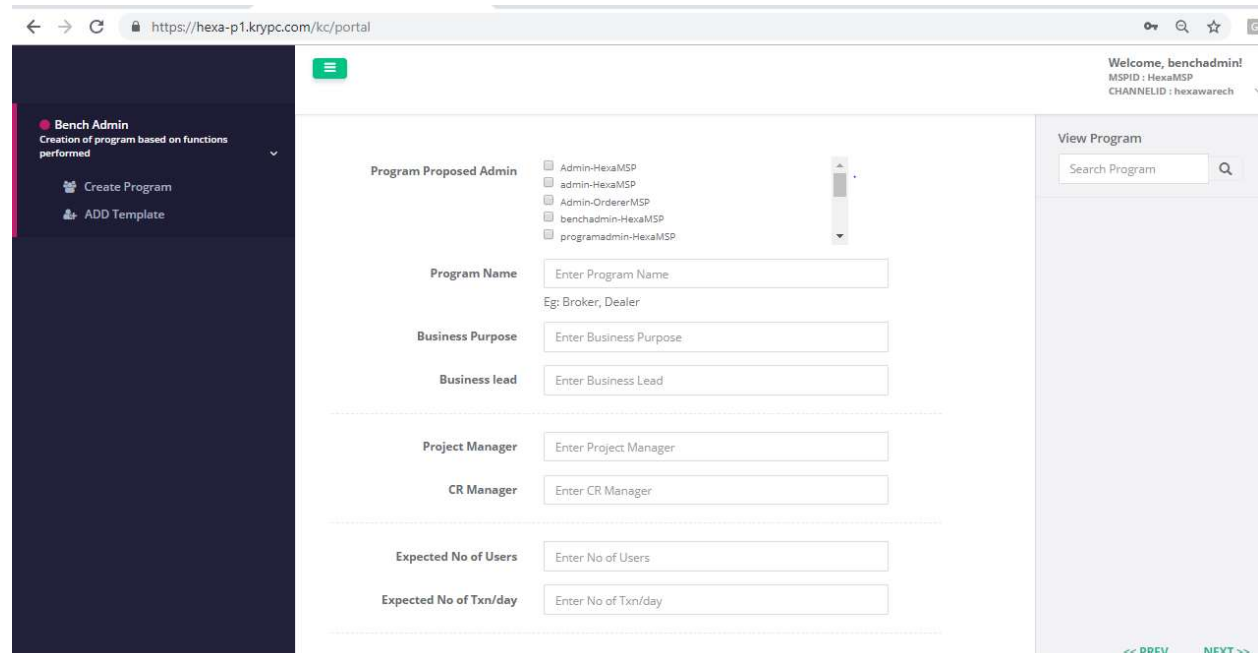 https://hexa-p1.krypc.com/kc/portal
Welcome, benchadmin!
MSPID : HexaMSP
CHANNELID : hexawarech
Bench Admin
Creation of program based on functions
performed
Create Program
ADD Template
Program Proposed Admin
Admin-HexaMSP
admin-HexaMSP
Admin-OrdererMSP
benchadmin-HexaMSP
programadmin-HexaMSP
Program Name
Enter Program Name
Eg: Broker, Dealer
Business Purpose
Enter Business Purpose
Business lead
Enter Business Lead
Project Manager
Enter Project Manager
CR Manager
Enter CR Manager
Expected No of Users
Enter No of Users
Expected No of Txn/day
Enter No of Txn/day
View Program
Search Program
<< PREV NEXT >>